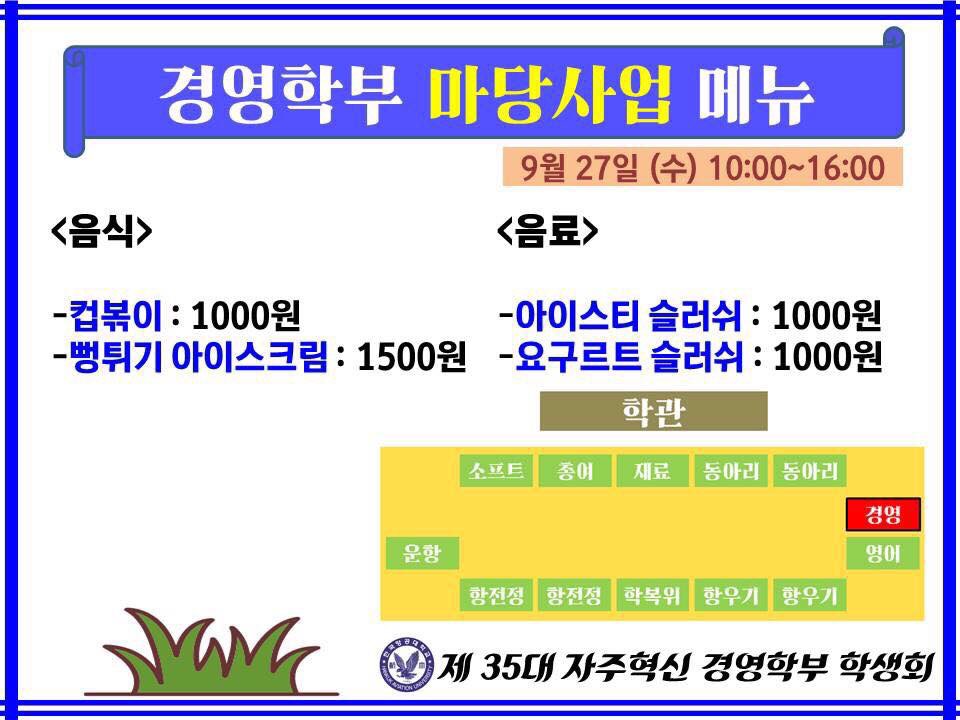 경영학부 마당사업 메뉴
9월 27일 (수) 10:00~16:00
<음식>
-컵볶이 : 1000원
-뻥튀기 아이스크림 : 1500원
<음료>
-아이스티 슬러쉬 : 1000원
-요구르트 슬러쉬 : 1000원
학관
소프트 총여 재료 동아리 동아리
경영
운항 영어
항전정 항전정 학복위 항우기 항우기
제 35대 자주혁신 경영학부 학생회